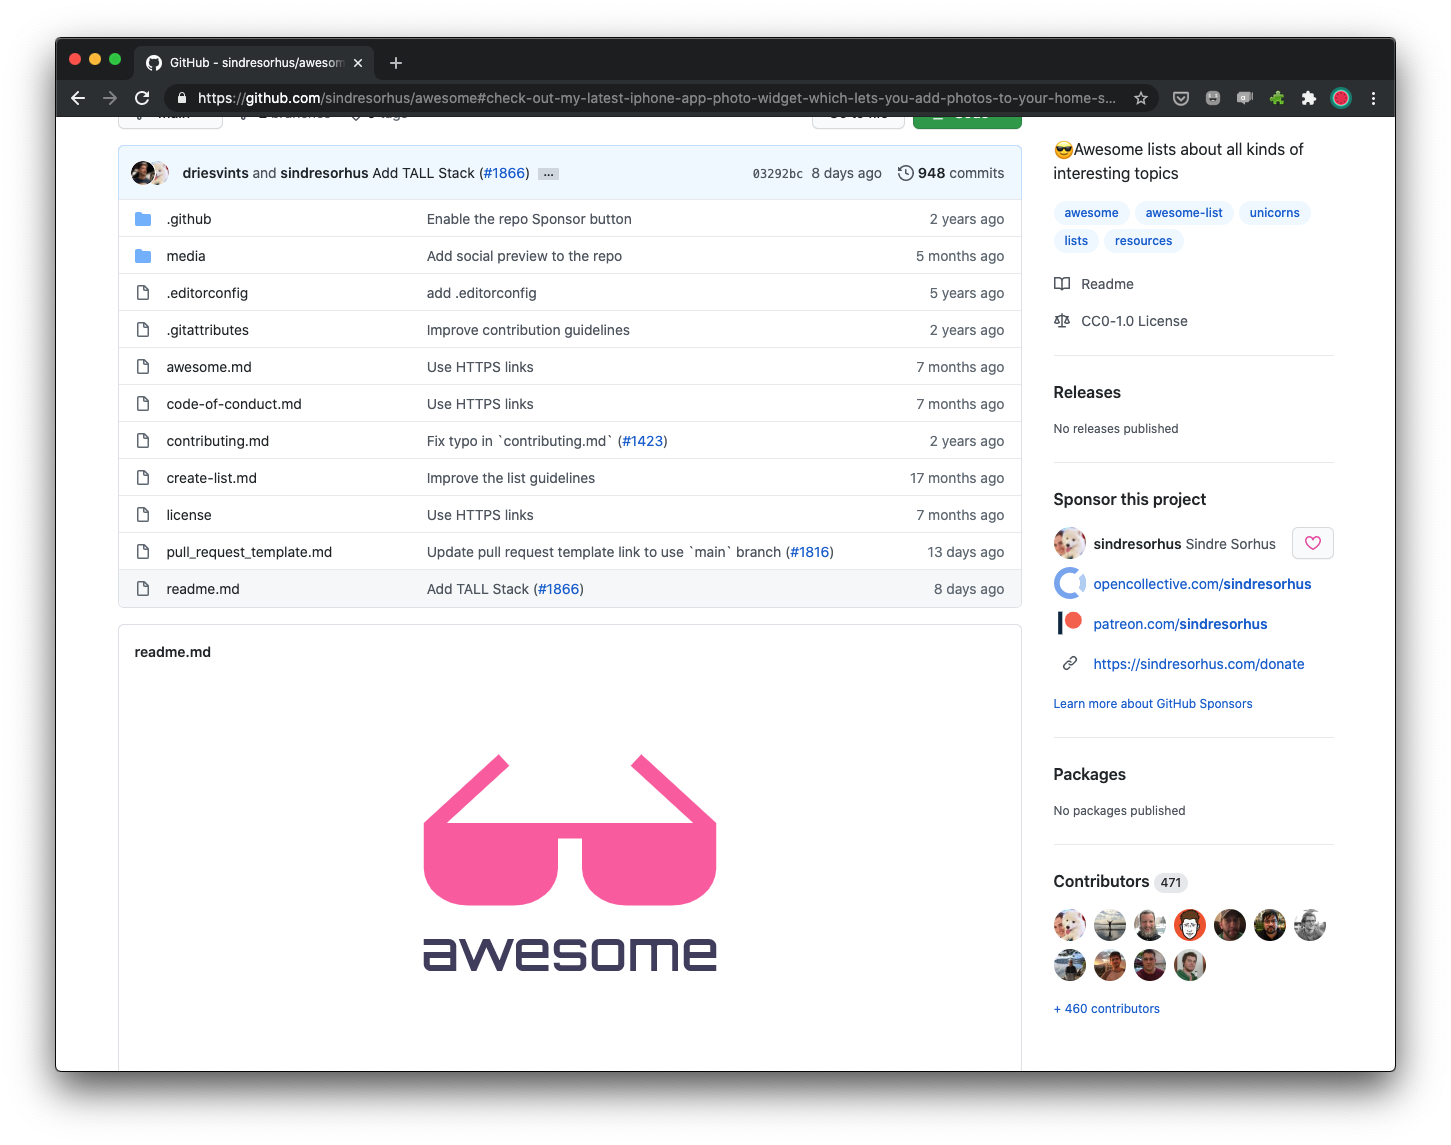 GitHub - sindresorhus/awesom
https://github.com/sindresorhus/awesome#check-out-my-latest-iphone-app-photo-widget-which-lets-you-add-photos-to-your-home-s...
driesvints and sindresorhus Add TALL Stack (#1866) ... 03292bc 8 days ago 948 commits
.github Enable the repo Sponsor button 2 years ago
media Add social preview to the repo 5 months ago
.editorconfig add .editorconfig 5 years ago
.gitattributes Improve contribution guidelines 2 years ago
awesome.md Use HTTPS links 7 months ago
code-of-conduct.md Use HTTPS links 7 months ago
contributing.md Fix typo in `contributing.md` (#1423) 2 years ago
create-list.md Improve the list guidelines 17 months ago
license Use HTTPS links 7 months ago
pull_request_template.md Update pull request template link to use `main` branch (#1816) 13 days ago
readme.md Add TALL Stack (#1866) 8 days ago
readme.md
awesome
😎Awesome lists about all kinds of
interesting topics
awesome awesome-list unicorns
lists resources
Readme
CC0-1.0 License
Releases
No releases published
Sponsor this project
sindresorhus Sindre Sorhus
opencollective.com/sindresorhus
patreon.com/sindresorhus
https://sindresorhus.com/donate
Learn more about GitHub Sponsors
Packages
No packages published
Contributors 471
+ 460 contributors